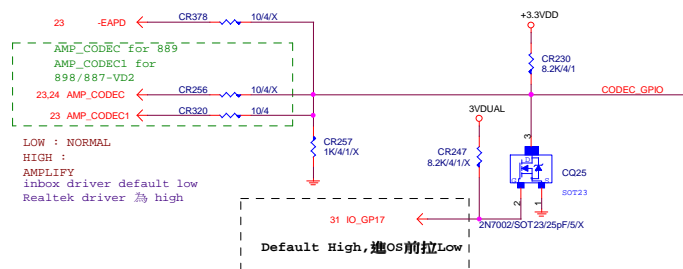 23 -EAPD
CR378
10/4/X
+3.3VDD
AMP_CODEC for 889
AMP_CODEC1 for
898/887-VD2
CR230
8.2K/4/1
23,24 AMP_CODEC
CR256
10/4/X
CODEC_GPIO
23 AMP_CODEC1
CR320
10/4
3VDUAL
LOW : NORMAL
HIGH :
AMPLIFY
inbox driver default low
Realtek driver 為 high
CR257
1K/4/1/X
CR247
8.2K/4/1/X
3
D
G
S
CQ25
SOT23
2
1
2N7002/SOT23/25pF/5/X
31 IO_GP17
Default High,進OS前拉Low